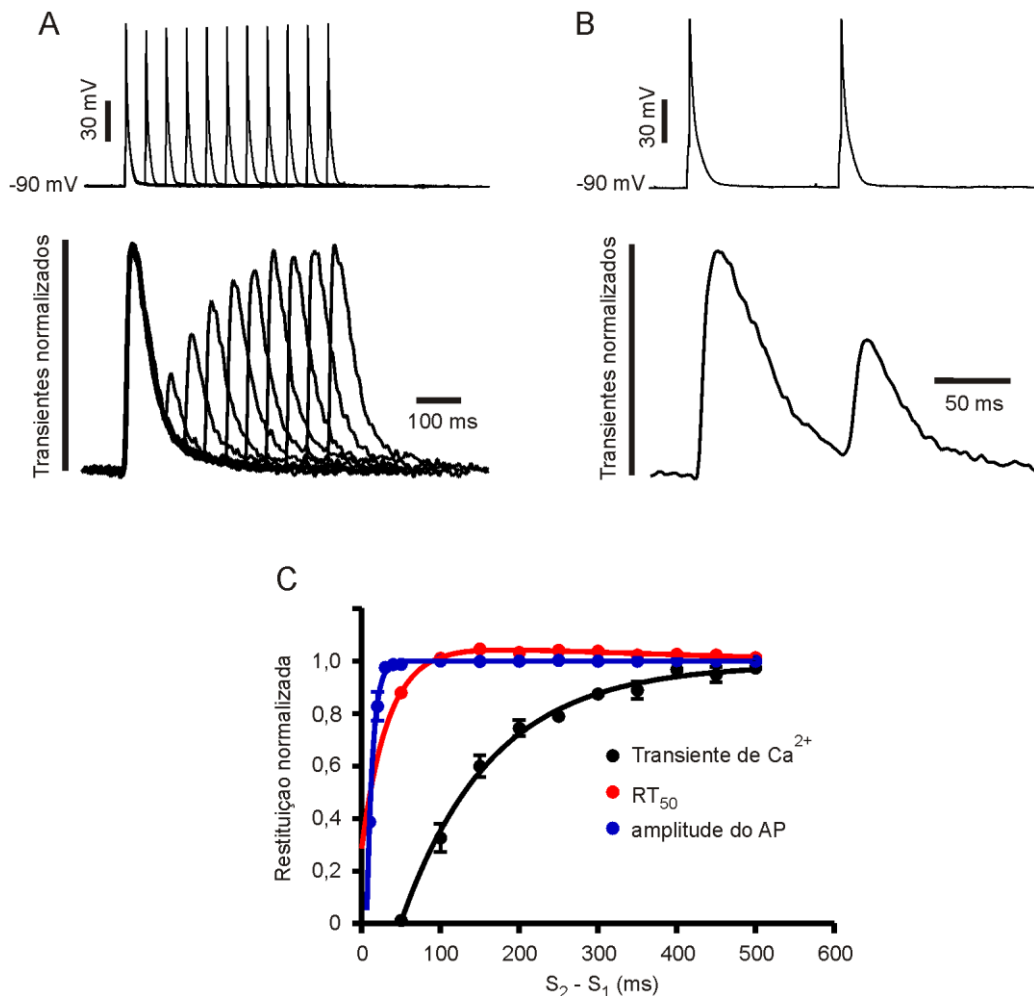 A
30 mV
-90 mV
Transientes normalizados
100 ms
B
30 mV
-90 mV
Transientes normalizados
50 ms
C
Restituiçao normalizada
1,0
0,8
0,6
0,4
0,2
0
0 100 200 300 400 500 600
S2 - S1 (ms)
Transiente de Ca2+
RT50
amplitude do AP